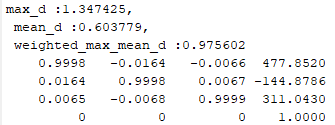 max_d :1.347425,
mean_d :0.603779,
weighted_max_mean_d :0.975602
0.9998 -0.0164 -0.0066 477.8520
0.0164 0.9998 0.0067 -144.8786
0.0065 -0.0068 0.9999 311.0430
0 0 0 1.0000